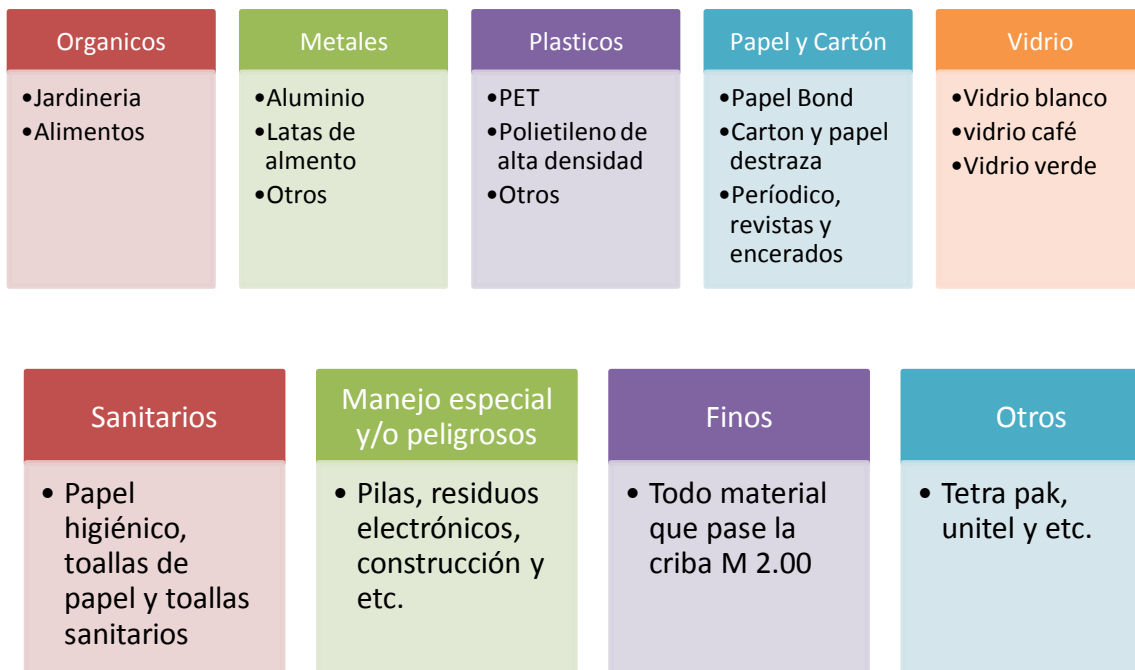 Organicos
•Jardineria
•Alimentos
Metales
•Aluminio
•Latas de
almento
•Otros
Plasticos
•PET
•Polietileno de
alta densidad
•Otros
Papel y Cartón
•Papel Bond
•Carton y papel
destraza
•Períodico,
revistas y
encerados
Vidrio
•Vidrio blanco
•vidrio café
•Vidrio verde
Sanitarios
• Papel
higiénico,
toallas de
papel y toallas
sanitarios
Manejo especial
y/o peligrosos
• Pilas, residuos
electrónicos,
construcción y
etc.
Finos
• Todo material
que pase la
criba M 2.00
Otros
• Tetra pak,
unitel y etc.